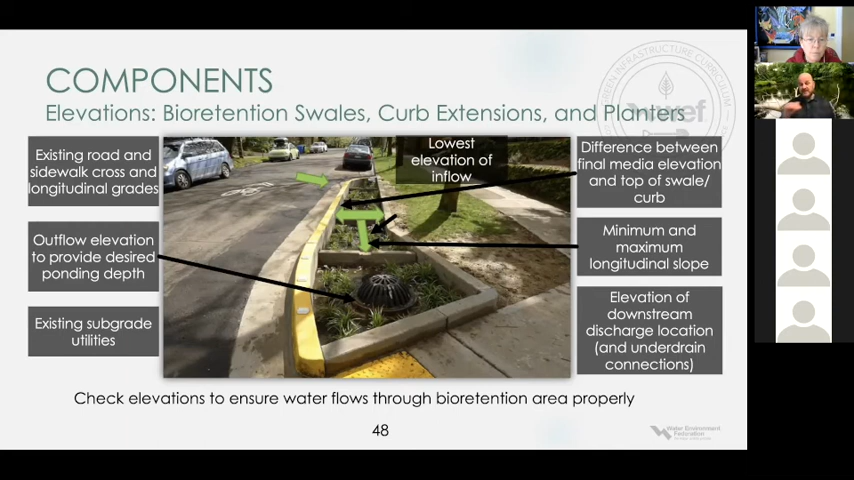 COMPONENTS
Elevations: Bioretention Swales, Curb Extensions, and Planters
Existing road and
sidewalk cross and
longitudinal grades
Outflow elevation
to provide desired
ponding depth
Existing subgrade
utilities
Lowest
elevation of
inflow
Difference between
final media elevation
and top of swale/
curb
Minimum and
maximum
longitudinal slope
Elevation of
downstream
discharge location
(and underdrain
connections)
Check elevations to ensure water flows through bioretention area properly
48
Water Environment
Federation